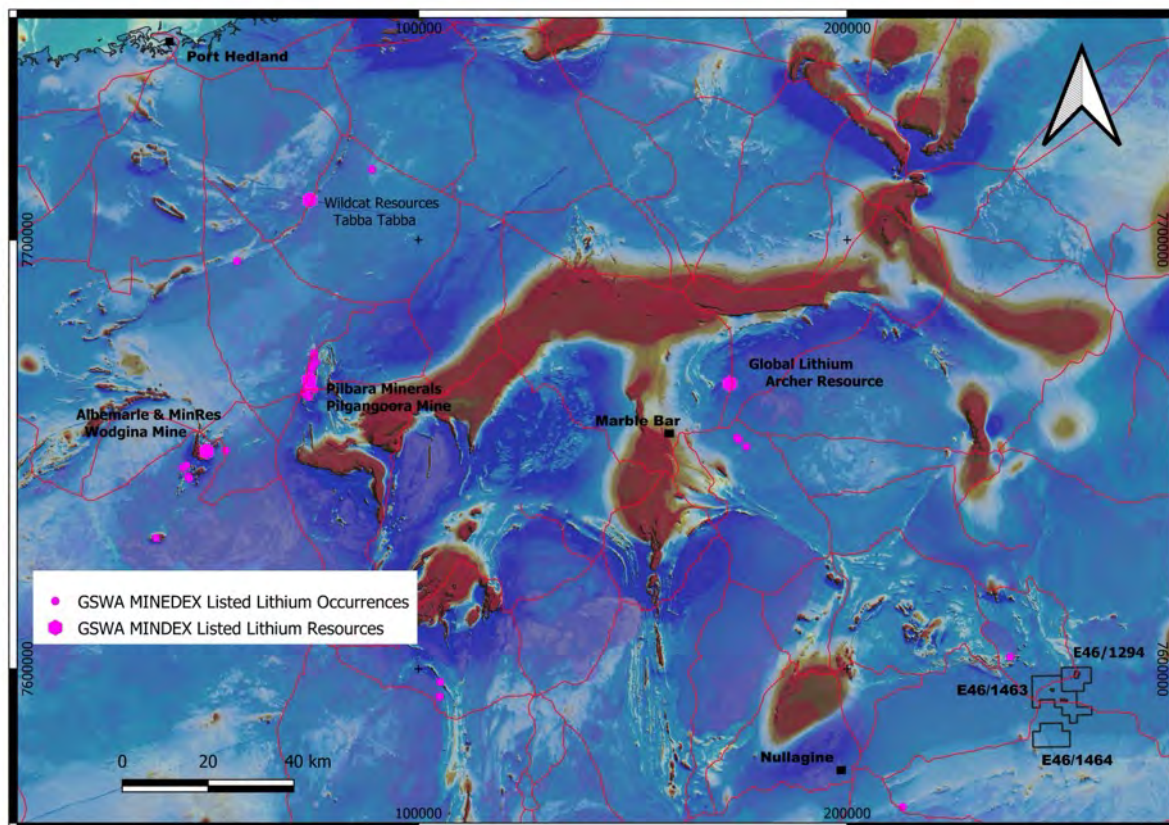 100000
200000
Port Hedland
Wildcat Resources
Tabba Tabba
7700000
7700000
Global Lithium
Archer Resource
Pilbara Minerals
Pilgangoora Mine
Albemarle & MinRes
Wodgina Mine
Marble Bar
GSWA MINEDEX Listed Lithium Occurrences
GSWA MINDEX Listed Lithium Resources
7600000
7600000
E46/1294
E46/1463
E46/1464
Nullagine
0 20 40 km
100000
200000